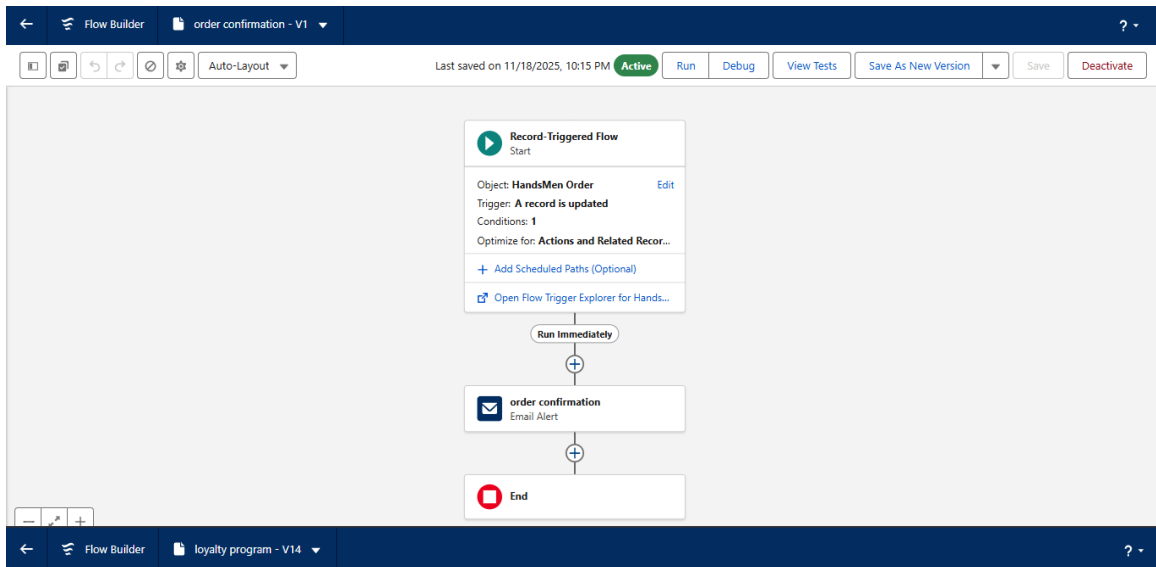 Flow Builder order confirmation - V1 ?
Auto-Layout Last saved on 11/18/2025, 10:15 PM Active Run Debug View Tests Save As New Version Save Deactivate
Record-Triggered Flow
Start
Object: HandsMen Order Edit
Trigger: A record is updated
Conditions: 1
Optimize for: Actions and Related Recor...
+ Add Scheduled Paths (Optional)
Open Flow Trigger Explorer for Hands...
Run Immediately
order confirmation
Email Alert
End
Flow Builder loyalty program - V14 ?